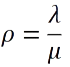 ρ = λ/μ